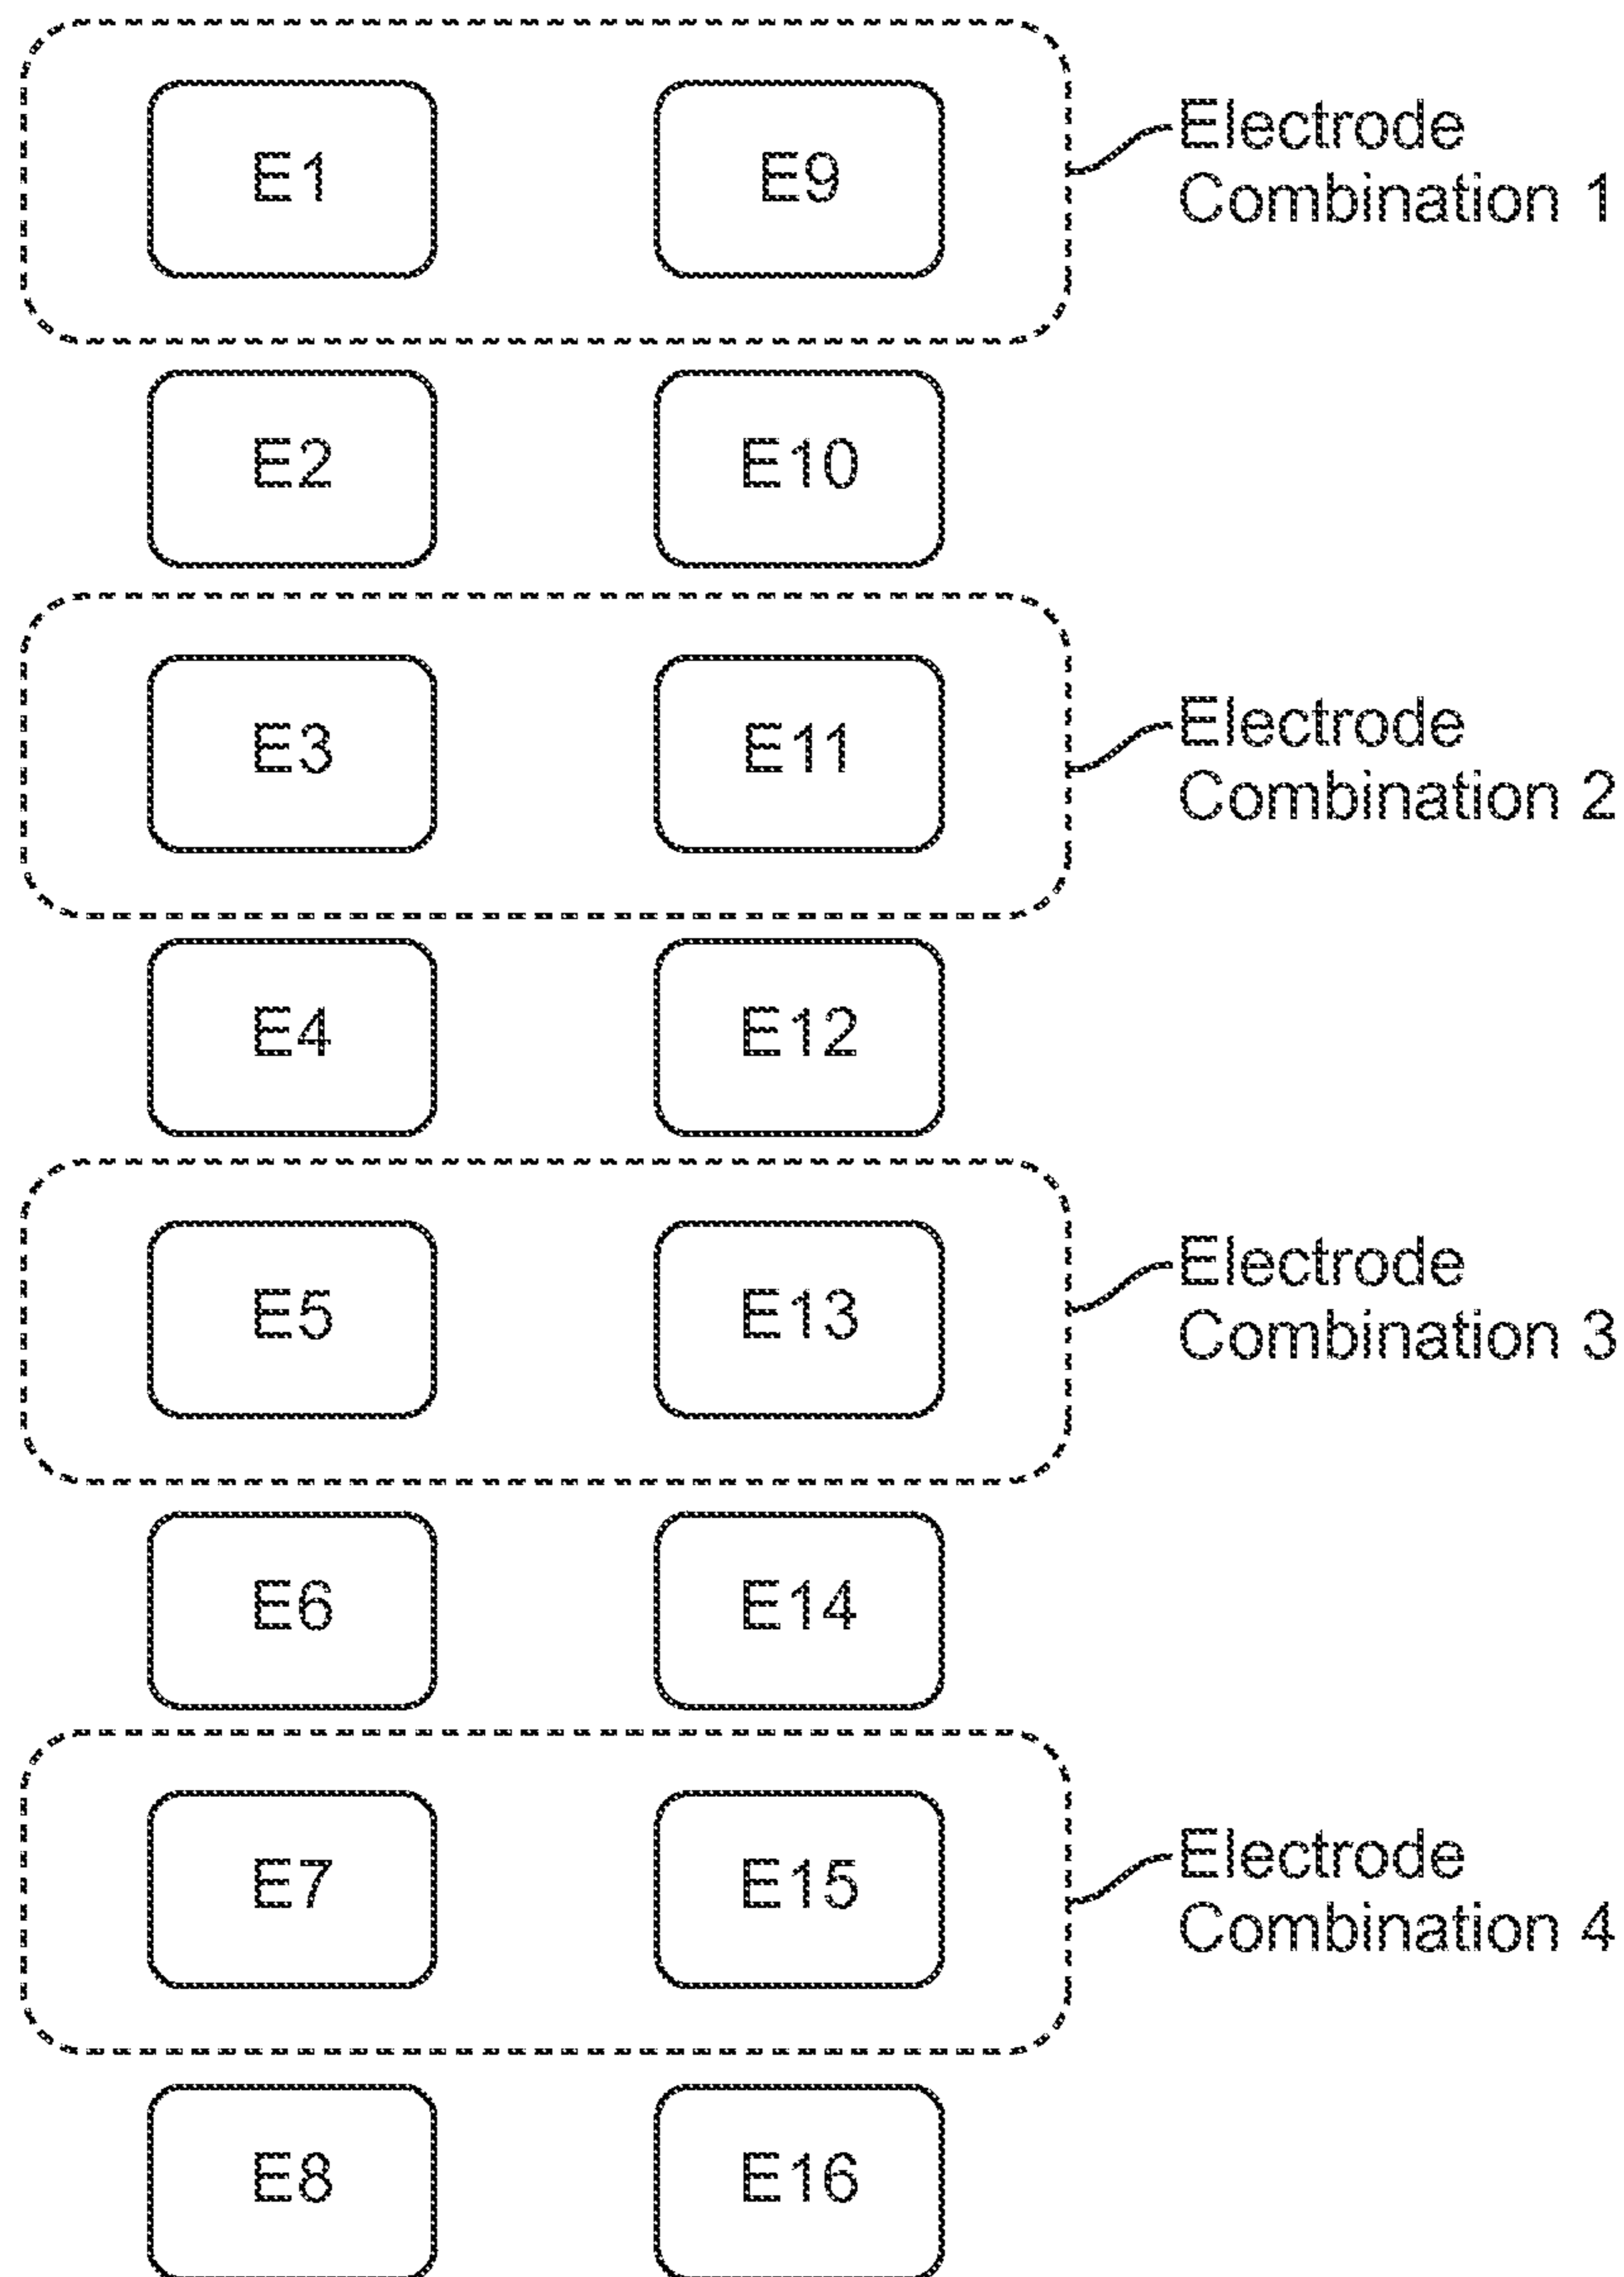 E1
E9
Electrode
Combination 1
E2
E10
E3
E11
Electrode
Combination 2
E4
E12
E5
E13
Electrode
Combination 3
E6
E14
E7
E15
Electrode
Combination 4
E8
E16